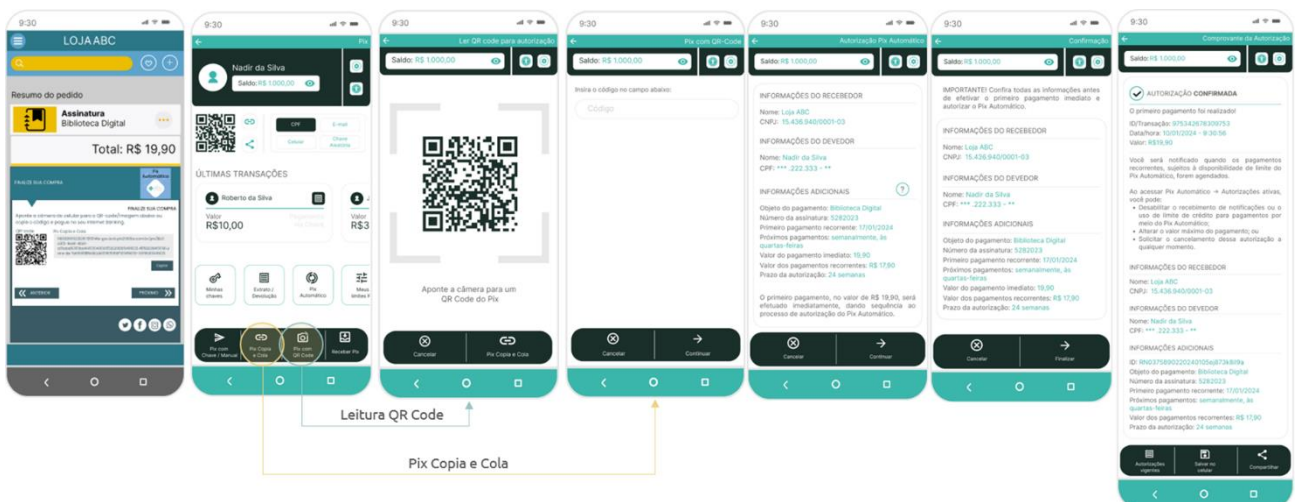 9:30
LOJA ABC
Resumo do pedido
Assinatura
Biblioteca Digital
Total: R$ 19,90
Pix
Automático
FINALIZE SUA COMPRA
FINALIZE SUA COMPRA
QR code
Pix Copia e Cola
ANTERIOR
PRÓXIMO
9:30
Pix
Nadir da Silva
Saldo: R$ 1.000,00
CPF
E-mail
Celular
Chave
Aleatória
ÚLTIMAS TRANSAÇÕES
Roberto da Silva
Valor
R$10,00
Valor
R$3
Minhas
chaves
Extrato /
Devolução
Pix
Automático
Meus
limites
Pix com
Chave / Manual
Pix Copia
e Cola
Pix com
QR Code
Receber Pix
9:30
Ler QR code para autorização
Saldo: R$ 1.000,00
Aponte a câmera para um
QR Code do Pix
Cancelar
Pix Copia e Cola
9:30
Pix com QR-Code
Saldo: R$ 1.000,00
Insira o código no campo abaixo:
Código
Cancelar
Continuar
9:30
Autorização Pix Automático
Saldo: R$ 1.000,00
INFORMAÇÕES DO RECEBEDOR
Nome: Loja ABC
CNPJ: 15.436.940/0001-03
INFORMAÇÕES DO DEVEDOR
Nome: Nadir da Silva
CPF: *** .222.333 - **
INFORMAÇÕES ADICIONAIS
?
Objeto do pagamento: Biblioteca Digital
Número da assinatura: 5282023
Primeiro pagamento recorrente: 17/01/2024
Próximos pagamentos: semanalmente, às
quartas-feiras
Valor do pagamento imediato: 19,90
Valor dos pagamentos recorrentes: R$ 17,90
Prazo da autorização: 24 semanas
O primeiro pagamento, no valor de R$ 19,90, será
efetuado imediatamente, dando sequência ao
processo de autorização do Pix Automático.
Cancelar
Continuar
9:30
Confirmação
Saldo: R$ 1.000,00
IMPORTANTE! Confira todas as informações antes
de efetivar o primeiro pagamento imediato e
autorizar o Pix Automático.
INFORMAÇÕES DO RECEBEDOR
Nome: Loja ABC
CNPJ: 15.436.940/0001-03
INFORMAÇÕES DO DEVEDOR
Nome: Nadir da Silva
CPF: *** .222.333 - **
INFORMAÇÕES ADICIONAIS
Objeto do pagamento: Biblioteca Digital
Número da assinatura: 5282023
Primeiro pagamento recorrente: 17/01/2024
Próximos pagamentos: semanalmente, às
quartas-feiras
Valor do pagamento imediato: 19,90
Valor dos pagamentos recorrentes: R$ 17,90
Prazo da autorização: 24 semanas
Cancelar
Finalizar
9:30
Comprovante da Autorização
Saldo: R$ 1.000,00
AUTORIZAÇÃO CONFIRMADA
O primeiro pagamento foi realizado!
ID/Transação: 975342678309753
Data/hora: 10/01/2024 - 9:30:56
Valor: R$19,90
Você será notificado quando os pagamentos
recorrentes, sujeitos à disponibilidade de limite do
Pix Automático, forem agendados.
Ao acessar Pix Automático → Autorizações ativas,
você pode:
• Desabilitar o recebimento de notificações ou o
uso de limite de crédito para pagamentos por
meio do Pix Automático;
• Alterar o valor máximo do pagamento; ou
• Solicitar o cancelamento dessa autorização a
qualquer momento.
INFORMAÇÕES DO RECEBEDOR
Nome: Loja ABC
CNPJ: 15.436.940/0001-03
INFORMAÇÕES DO DEVEDOR
Nome: Nadir da Silva
CPF: *** .222.333 - **
INFORMAÇÕES ADICIONAIS
Objeto do pagamento: Biblioteca Digital
Número da assinatura: 5282023
Primeiro pagamento recorrente: 17/01/2024
Próximos pagamentos: semanalmente, às
quartas-feiras
Valor dos pagamentos recorrentes: R$ 17,90
Prazo da autorização: 24 semanas
Autorizações
vigentes
Salvar no
celular
Compartilhar
Leitura QR Code
Pix Copia e Cola